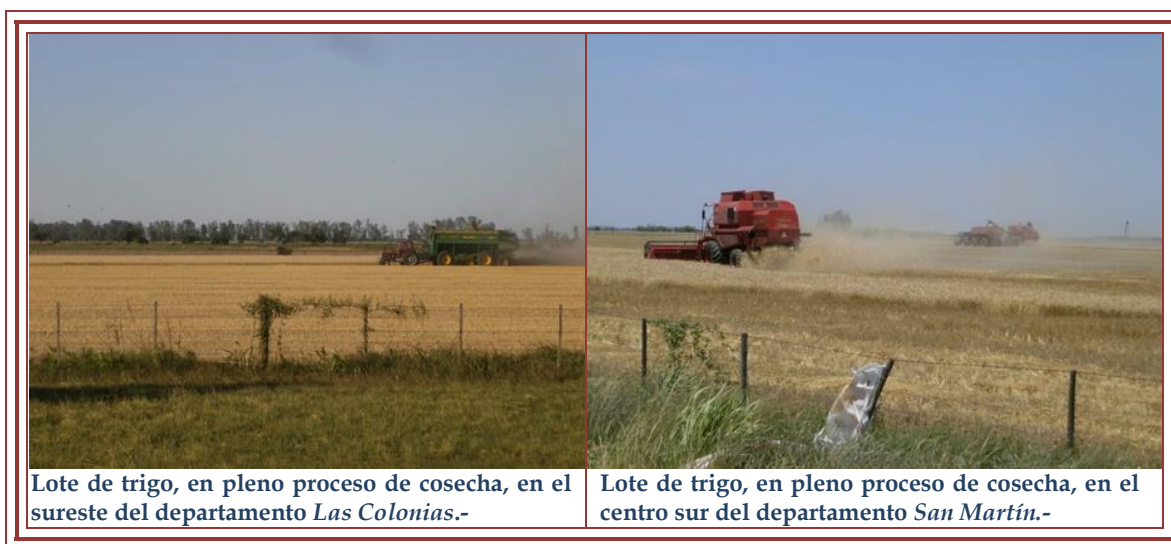 Lote de trigo, en pleno proceso de cosecha, en el
sureste del departamento Las Colonias.-
Lote de trigo, en pleno proceso de cosecha, en el
centro sur del departamento San Martín.-